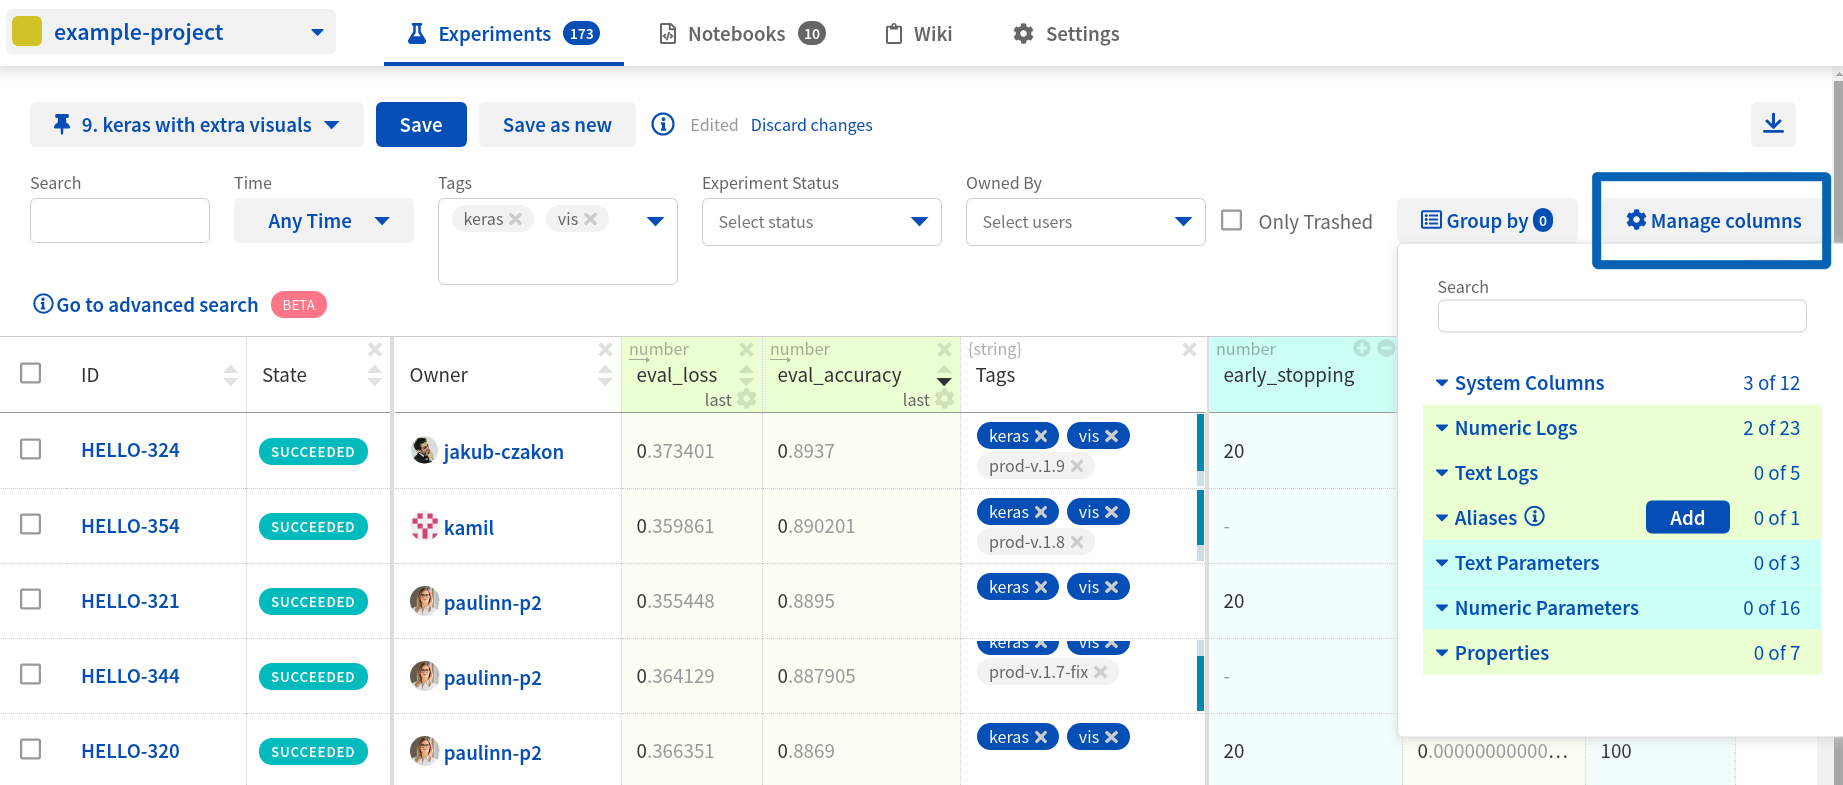 example-project
Experiments 173
Notebooks 10
Wiki
Settings
9. keras with extra visuals
Save
Save as new
Edited
Discard changes
Search
Time
Tags
Experiment Status
Owned By
Any Time
keras
vis
Select status
Select users
Only Trashed
Group by 0
Manage columns
Go to advanced search BETA
Search
System Columns 3 of 12
Numeric Logs 2 of 23
Text Logs 0 of 5
Aliases Add 0 of 1
Text Parameters 0 of 3
Numeric Parameters 0 of 16
Properties 0 of 7
number number {string} number
ID State Owner eval_loss eval_accuracy Tags early_stopping
last last
HELLO-324 SUCCEEDED jakub-czakon 0.373401 0.8937 keras vis 20
prod-v.1.9
HELLO-354 SUCCEEDED kamil 0.359861 0.890201 keras vis -
prod-v.1.8
HELLO-321 SUCCEEDED paulinn-p2 0.355448 0.8895 keras vis 20
HELLO-344 SUCCEEDED paulinn-p2 0.364129 0.887905 keras vis -
prod-v.1.7-fix
HELLO-320 SUCCEEDED paulinn-p2 0.366351 0.8869 keras vis 20 0.00000000000... 100